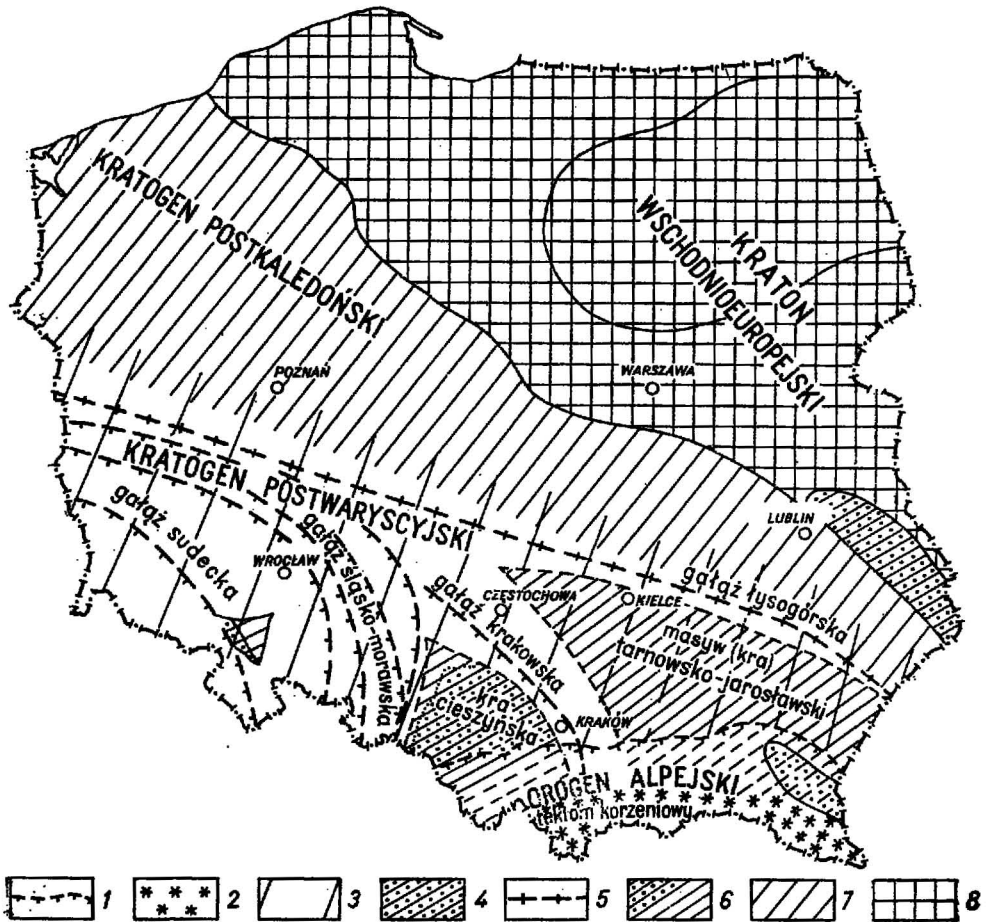 KRATOGEN POSTKALEDOŃSKI
KRATON
WSCHODNIOEUROPEJSKI
POZNAŃ
WARSZAWA
KRATOGEN POSTWARYSCYJSKI
gałąź sudecka
WROCŁAW
gałąź śląsko-morawska
gałąź krakowska
CZĘSTOCHOWA
KIELCE
LUBLIN
gałąź łysogórska
masyw (kra)
tarnowsko-jarosławski
kra
cieszyńska
KRAKÓW
OROGEN ALPEJSKI
korzeniowy
1 2 3 4 5 6 7 8